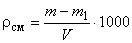 ρсм = (m − m₁)/V · 1000